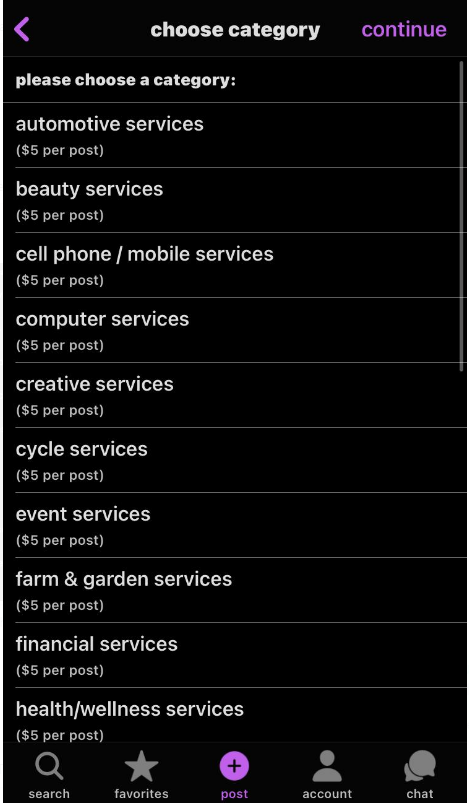 choose category
continue
please choose a category:
automotive services
($5 per post)
beauty services
($5 per post)
cell phone / mobile services
($5 per post)
computer services
($5 per post)
creative services
($5 per post)
cycle services
($5 per post)
event services
($5 per post)
farm & garden services
($5 per post)
financial services
($5 per post)
health/wellness services
($5 per post)
search
favorites
post
account
chat